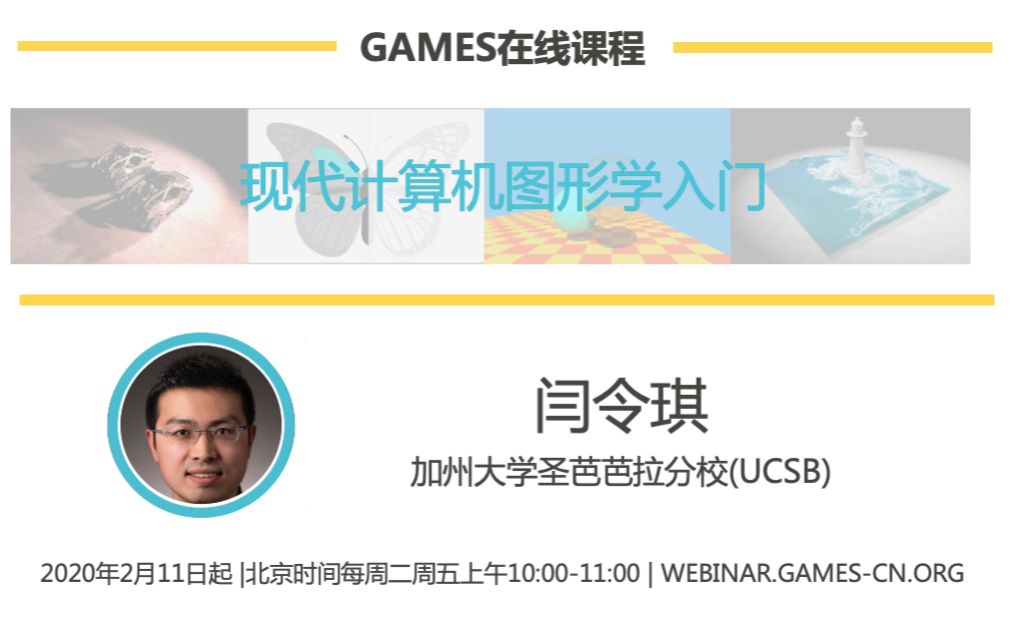 GAMES在线课程
现代计算机图形学入门
闫令琪
加州大学圣芭芭拉分校(UCSB)
2020年2月11日起 |北京时间每周二周五上午10:00-11:00 | WEBINAR.GAMES-CN.ORG